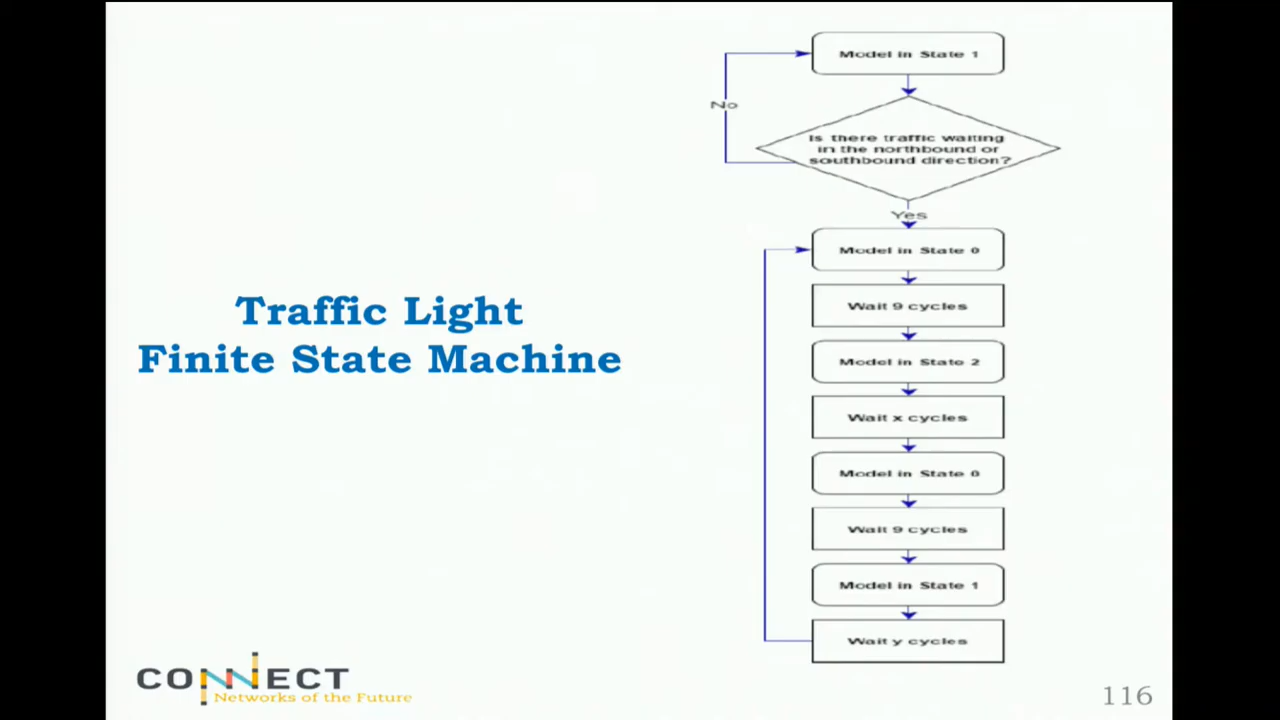 Model in State 1
No
Is there traffic waiting
in the northbound or
southbound direction?
Yes
Model in State 0
Wait 9 cycles
Model in State 2
Wait x cycles
Model in State 0
Wait 9 cycles
Model in State 1
Wait y cycles
Traffic Light
Finite State Machine
CONNECT
Networks of the Future
116